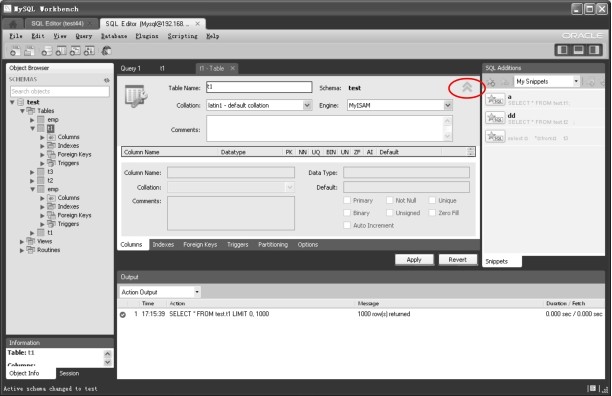 MySQL Workbench
SQL Editor (test44)
SQL Editor (Mysql@192.168 ... ×
File Edit View Query Database Plugins Scripting Help
ORACLE
Object Browser
SCHEMAS
Search objects
test
Tables
emp
t1
Columns
Indexes
Foreign Keys
Triggers
t3
t2
emp
Columns
Indexes
Foreign Keys
Triggers
t1
Views
Routines
Information
Table: t1
Columns:
Object Info Session
Active schema changed to test
Query 1 t1 t1 - Table ×
Table Name: t1 Schema: test
Collation: latin1 - default collation Engine: MyISAM
Comments:
Column Name Datatype PK NN UQ BIN UN ZF AI Default
Column Name: Data Type:
Collation: Default:
Comments: Primary Not Null Unique
Binary Unsigned Zero Fill
Auto Increment
Columns Indexes Foreign Keys Triggers Partitioning Options
Apply Revert
SQL Additions
My Snippets
a
SELECT * FROM test.t1.
dd
SELECT * FROM test.t2
Snippets
Output
Action Output
Time Action Message Duration / Fetch
1 17:15:39 SELECT * FROM test.t1 LIMIT 0, 1000 1000 row(s) returned 0.000 sec / 0.000 sec